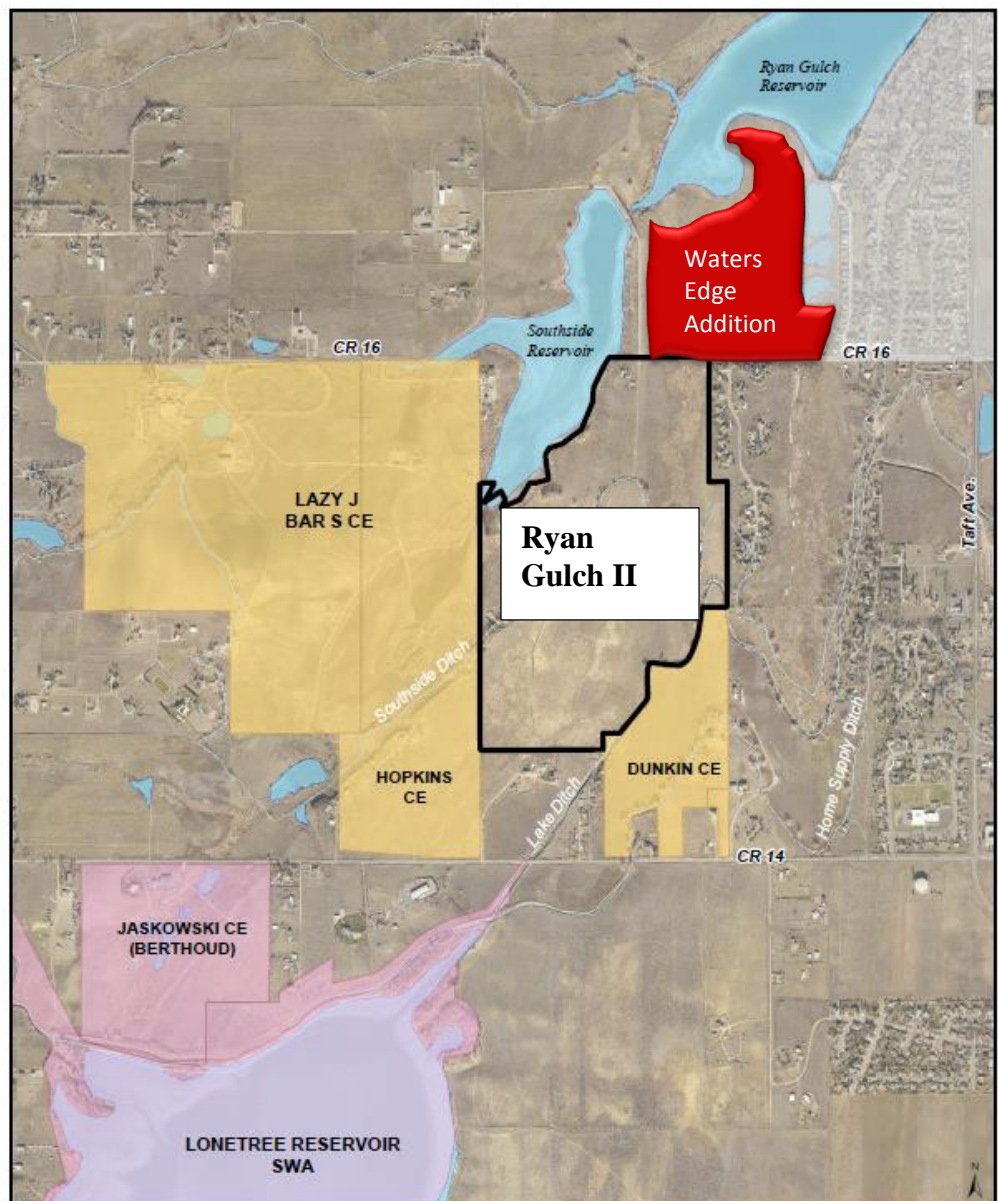 Ryan Gulch
Reservoir
Waters
Edge
Addition
Southside
Reservoir
CR 16
CR 16
LAZY J
BAR S CE
Ryan
Gulch II
Taft Ave.
Southside Ditch
HOPKINS
CE
DUNKIN CE
Lake Ditch
Home Supply Ditch
CR 14
JASKOWSKI CE
(BERTHOUD)
LONETREE RESERVOIR
SWA
N